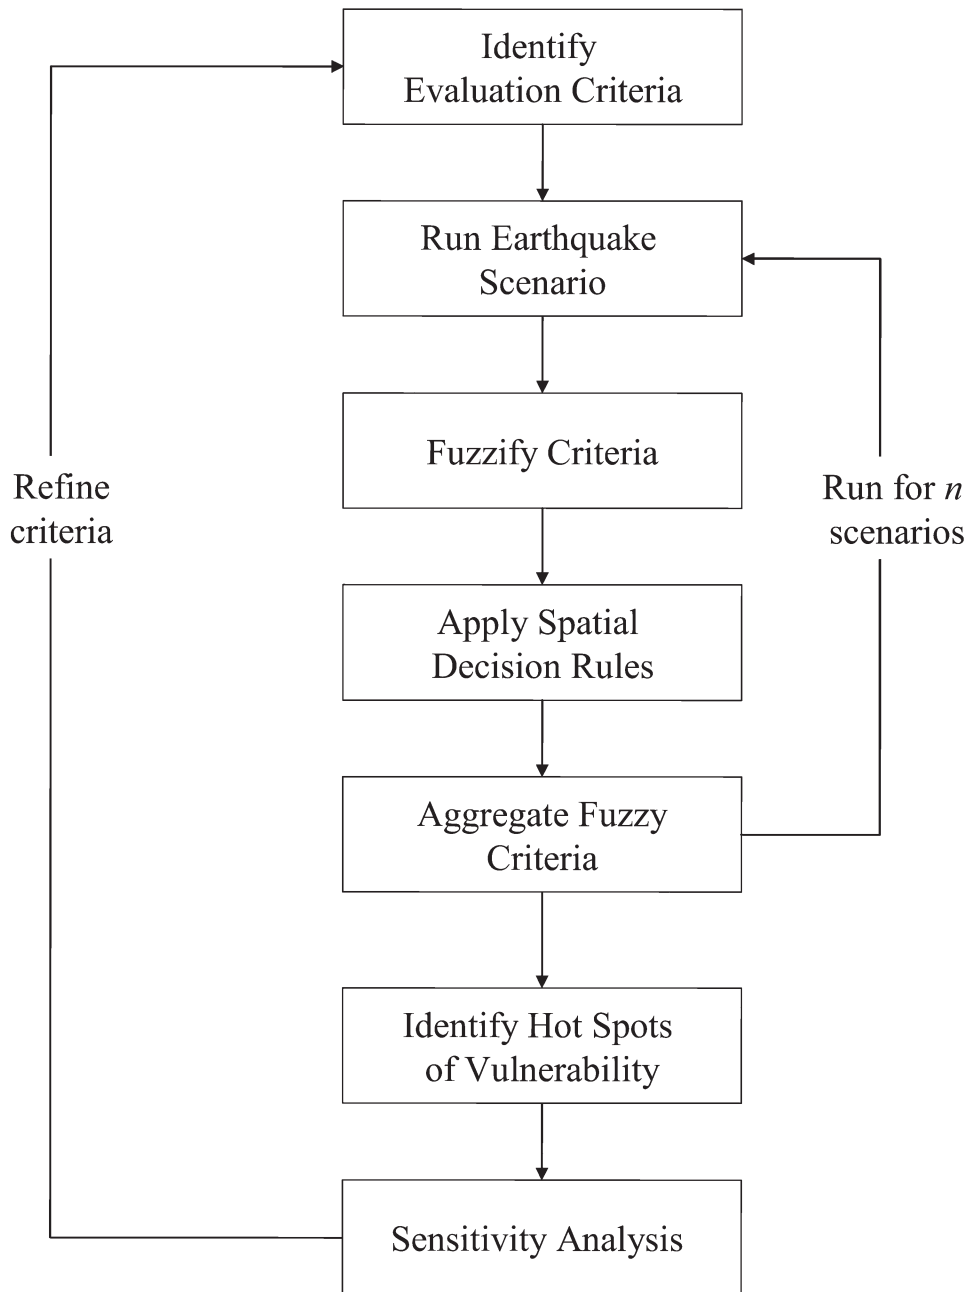 Identify
Evaluation Criteria
Run Earthquake
Scenario
Fuzzify Criteria
Refine
criteria
Run for n
scenarios
Apply Spatial
Decision Rules
Aggregate Fuzzy
Criteria
Identify Hot Spots
of Vulnerability
Sensitivity Analysis